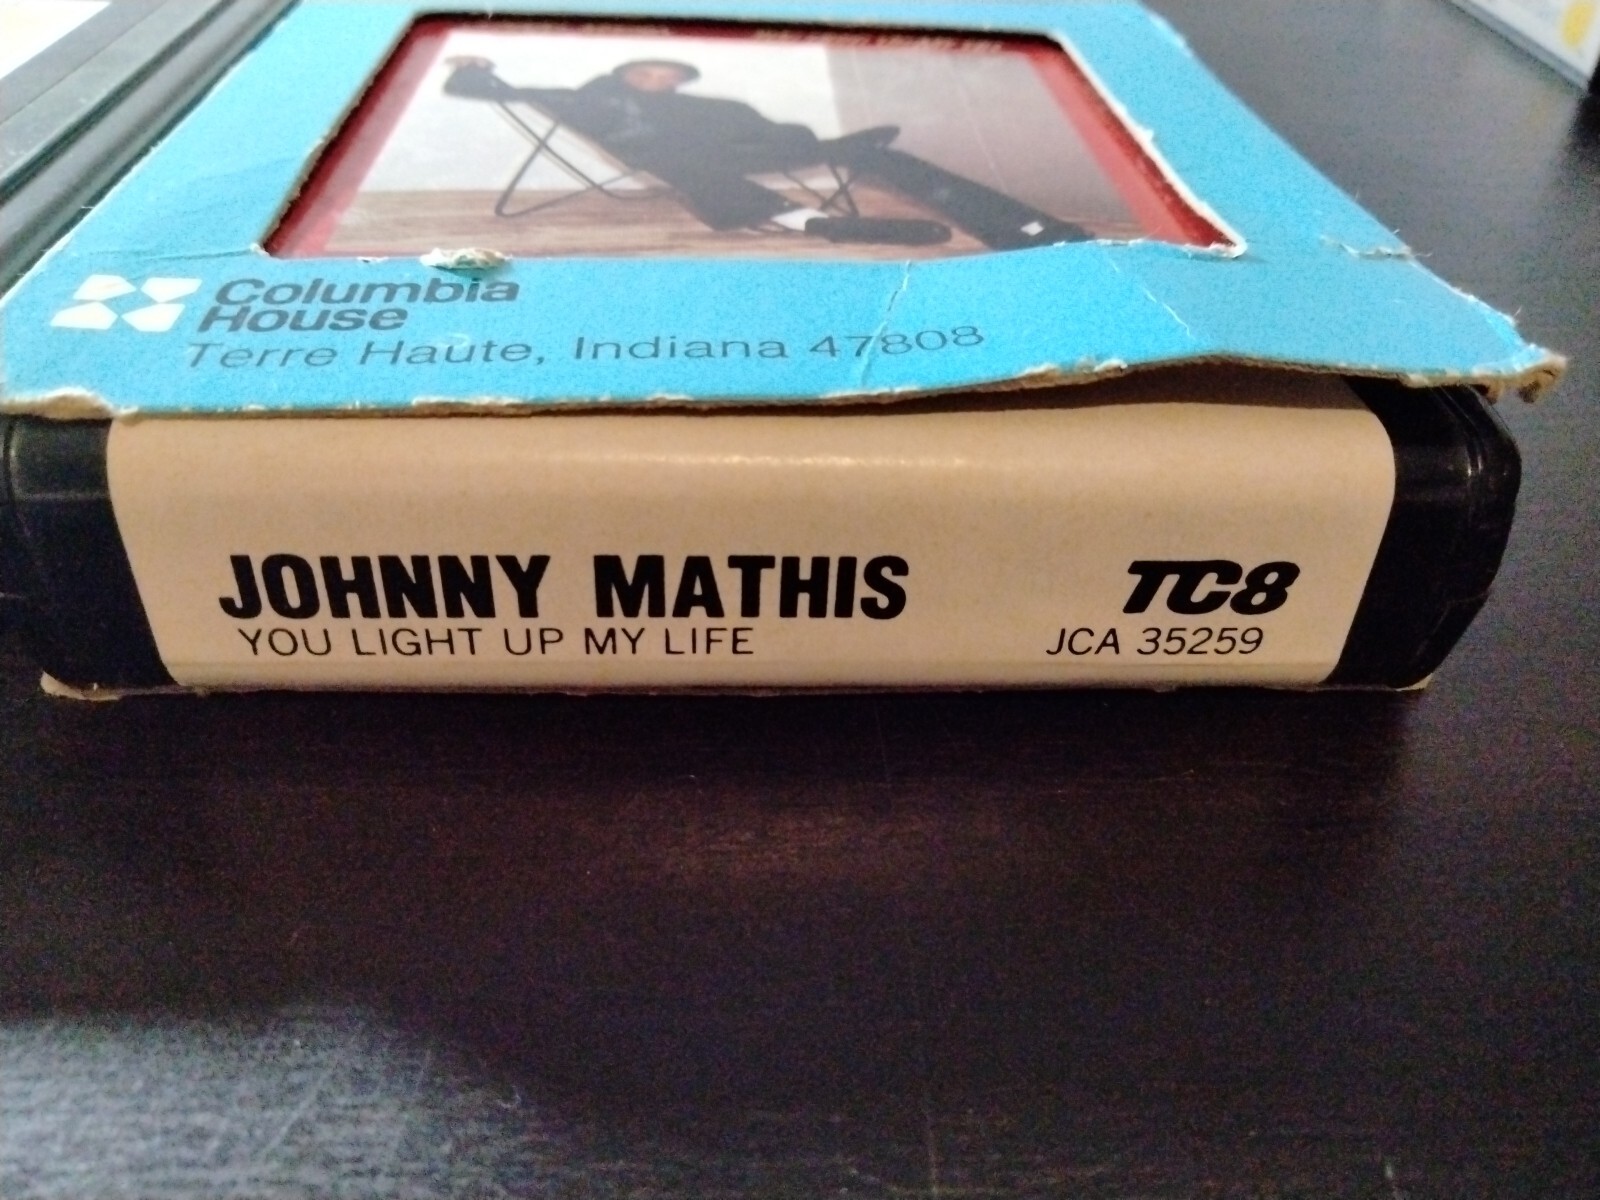 Columbia
House
Terre Haute, Indiana 47808
JOHNNY MATHIS
TC8
YOU LIGHT UP MY LIFE
JCA 35259